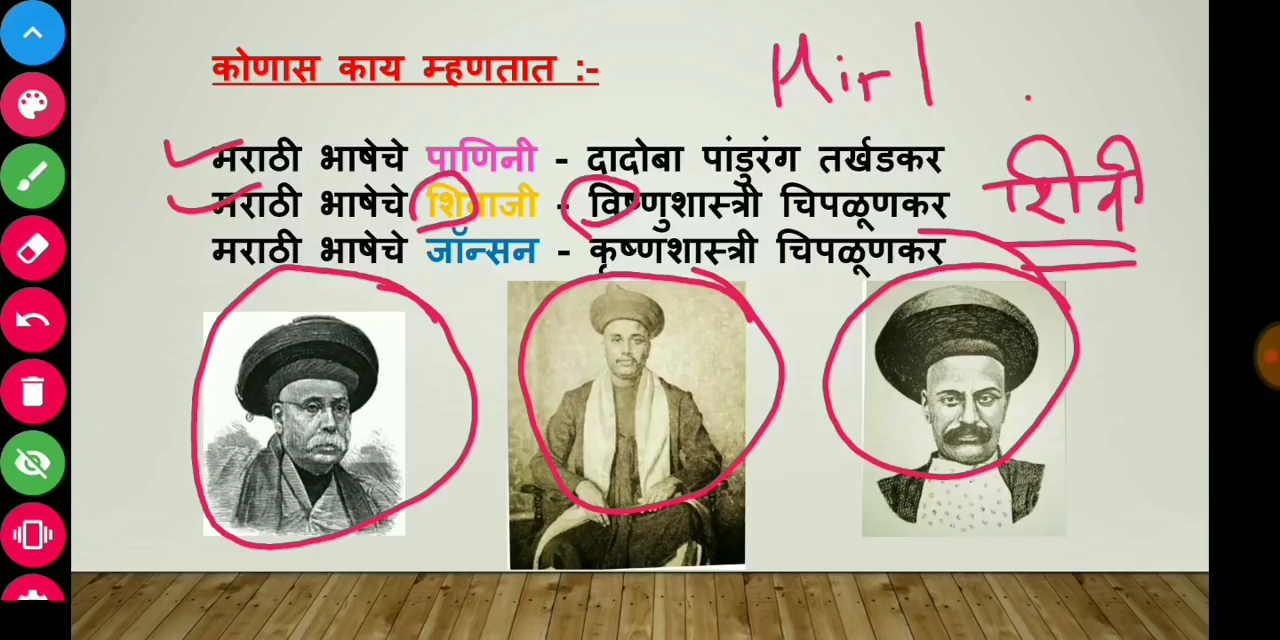 कोणास काय म्हणतात :-
मराठी भाषेचे पाणिनी - दादोबा पांडुरंग तर्खडकर
मराठी भाषेचे शिवाजी - विष्णुशास्त्री चिपळूणकर
मराठी भाषेचे जॉन्सन - कृष्णशास्त्री चिपळूणकर